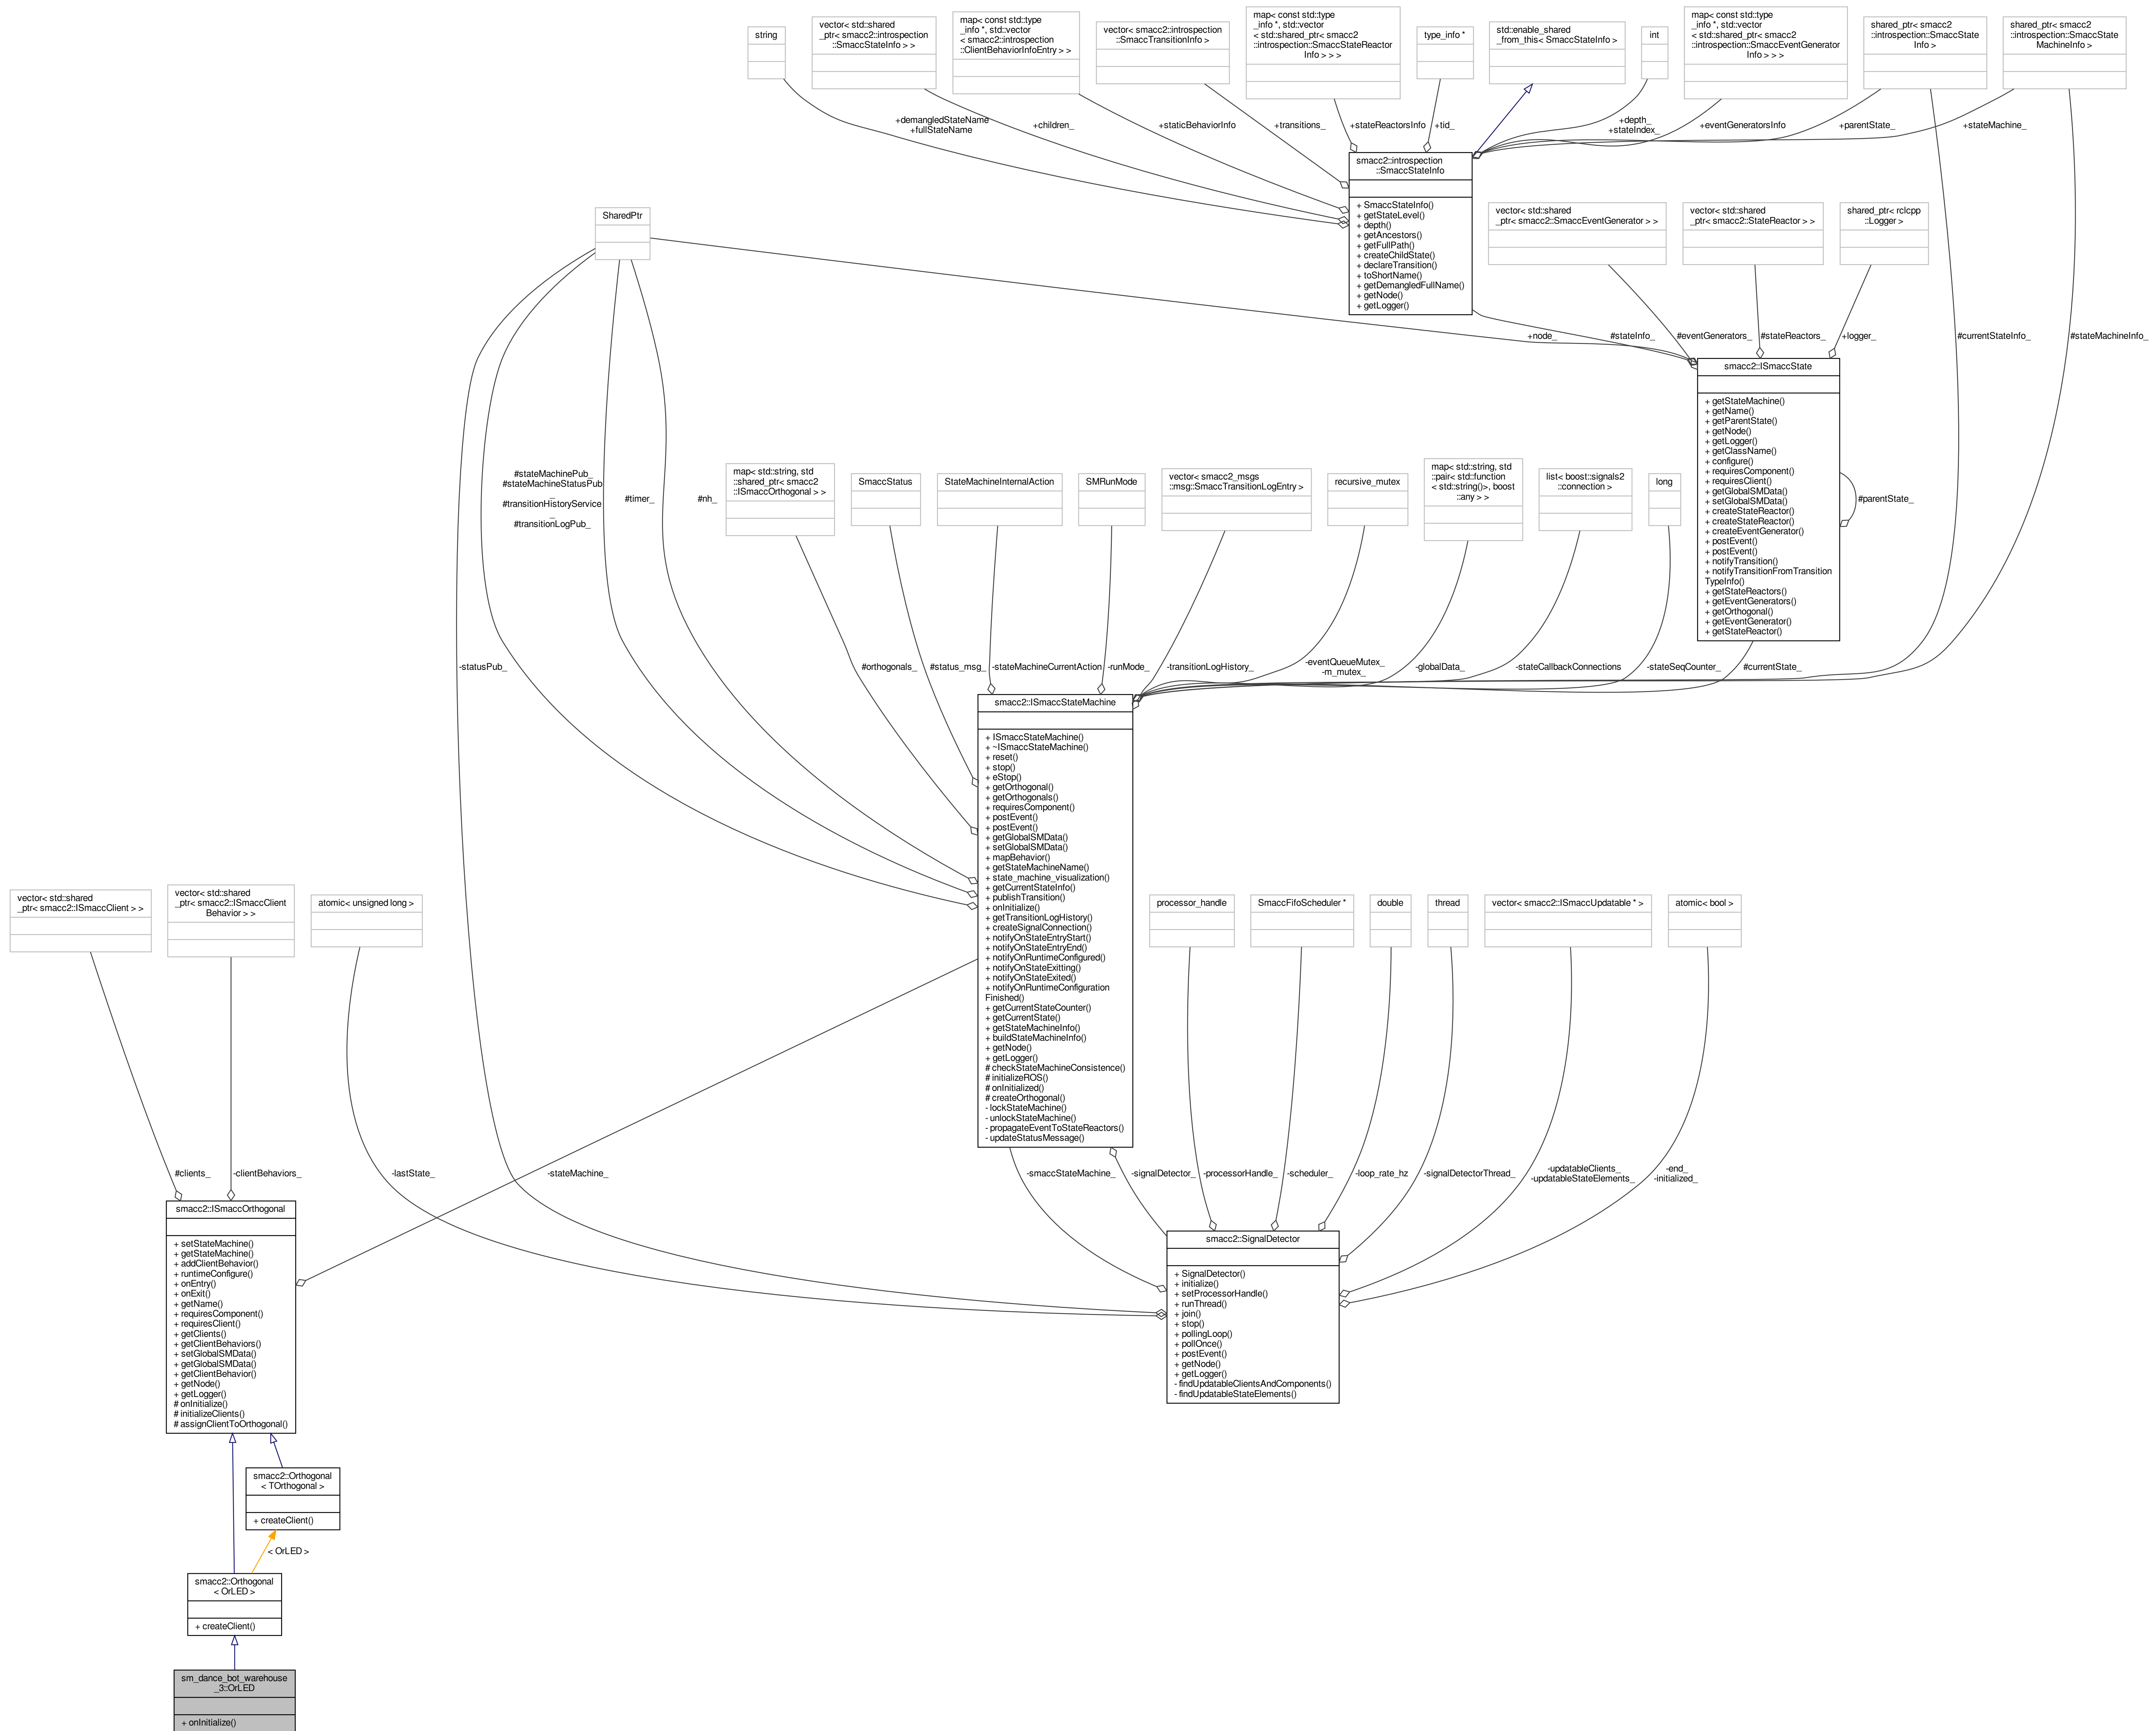 string
vector< std::shared
_ptr< smacc2::introspection
::SmaccStateInfo > >
map< const std::type
_info *, std::vector
< smacc2::introspection
::ClientBehaviorInfoEntry > >
vector< smacc2::introspection
::SmaccTransitionInfo >
map< const std::type
_info *, std::vector
< std::shared_ptr< smacc2
::introspection::SmaccStateReactor
Info > > >
type_info *
std::enable_shared
_from_this< SmaccStateInfo >
int
map< const std::type
_info *, std::vector
< std::shared_ptr< smacc2
::introspection::SmaccEventGenerator
Info > > >
shared_ptr< smacc2
::introspection::SmaccState
Info >
shared_ptr< smacc2
::introspection::SmaccState
MachineInfo >
+demangledStateName
+fullStateName
+children_
+staticBehaviorInfo
+transitions_
+stateReactorsInfo
+tid_
+depth_
+stateIndex_
+eventGeneratorsInfo
+parentState_
+stateMachine_
smacc2::introspection
::SmaccStateInfo
+ SmaccStateInfo()
+ getStateLevel()
+ depth()
+ getAncestors()
+ getFullPath()
+ createChildState()
+ declareTransition()
+ toShortName()
+ getDemangledFullName()
+ getNode()
+ getLogger()
SharedPtr
vector< std::shared
_ptr< smacc2::SmaccEventGenerator > >
vector< std::shared
_ptr< smacc2::StateReactor > >
shared_ptr< rclcpp
::Logger >
+node_
#stateInfo_
#eventGenerators_
#stateReactors_
+logger_
#currentStateInfo_
#stateMachineInfo_
smacc2::ISmaccState
+ getStateMachine()
+ getName()
+ getParentState()
+ getNode()
+ getLogger()
+ getClassName()
+ configure()
+ requiresComponent()
+ requiresClient()
+ getGlobalSMData()
+ setGlobalSMData()
+ createStateReactor()
+ createStateReactor()
+ createEventGenerator()
+ postEvent()
+ postEvent()
+ notifyTransition()
+ notifyTransitionFromTransition
TypeInfo()
+ getStateReactors()
+ getEventGenerators()
+ getOrthogonal()
+ getEventGenerator()
+ getStateReactor()
#parentState_
#stateMachinePub_
#stateMachineStatusPub
_
#transitionHistoryService
_
#transitionLogPub_
#timer_
#nh_
map< std::string, std
::shared_ptr< smacc2
::ISmaccOrthogonal > >
SmaccStatus
StateMachineInternalAction
SMRunMode
vector< smacc2_msgs
::msg::SmaccTransitionLogEntry >
recursive_mutex
map< std::string, std
::pair< std::function
< std::string()>, boost
::any > >
list< boost::signals2
::connection >
long
-statusPub_
#orthogonals_
#status_msg_
-stateMachineCurrentAction
-runMode_
-transitionLogHistory_
-eventQueueMutex_
-m_mutex_
-globalData_
-stateCallbackConnections
-stateSeqCounter_
#currentState_
smacc2::ISmaccStateMachine
+ ISmaccStateMachine()
+ ~ISmaccStateMachine()
+ reset()
+ stop()
+ eStop()
+ getOrthogonal()
+ getOrthogonals()
+ requiresComponent()
+ postEvent()
+ postEvent()
+ getGlobalSMData()
+ setGlobalSMData()
+ mapBehavior()
+ getStateMachineName()
+ state_machine_visualization()
+ getCurrentStateInfo()
+ publishTransition()
+ onInitialize()
+ getTransitionLogHistory()
+ createSignalConnection()
+ notifyOnStateEntryStart()
+ notifyOnStateEntryEnd()
+ notifyOnRuntimeConfigured()
+ notifyOnStateExitting()
+ notifyOnStateExited()
+ notifyOnRuntimeConfiguration
Finished()
+ getCurrentStateCounter()
+ getCurrentState()
+ getStateMachineInfo()
+ buildStateMachineInfo()
+ getNode()
+ getLogger()
# checkStateMachineConsistence()
# initializeROS()
# onInitialized()
# createOrthogonal()
- lockStateMachine()
- unlockStateMachine()
- propagateEventToStateReactors()
- updateStatusMessage()
vector< std::shared
_ptr< smacc2::ISmaccClient > >
vector< std::shared
_ptr< smacc2::ISmaccClient
Behavior > >
atomic< unsigned long >
processor_handle
SmaccFifoScheduler *
double
thread
vector< smacc2::ISmaccUpdatable * >
atomic< bool >
#clients_
-clientBehaviors_
-lastState_
-stateMachine_
-smaccStateMachine_
-signalDetector_
-processorHandle_
-scheduler_
-loop_rate_hz
-signalDetectorThread_
-updatableClients_
-updatableStateElements_
-end_
-initialized_
smacc2::ISmaccOrthogonal
+ setStateMachine()
+ getStateMachine()
+ addClientBehavior()
+ runtimeConfigure()
+ onEntry()
+ onExit()
+ getName()
+ requiresComponent()
+ requiresClient()
+ getClients()
+ getClientBehaviors()
+ setGlobalSMData()
+ getGlobalSMData()
+ getClientBehavior()
+ getNode()
+ getLogger()
# onInitialize()
# initializeClients()
# assignClientToOrthogonal()
smacc2::SignalDetector
+ SignalDetector()
+ initialize()
+ setProcessorHandle()
+ runThread()
+ join()
+ stop()
+ pollingLoop()
+ pollOnce()
+ postEvent()
+ getNode()
+ getLogger()
- findUpdatableClientsAndComponents()
- findUpdatableStateElements()
smacc2::Orthogonal
< TOrthogonal >
+ createClient()
< OrLED >
smacc2::Orthogonal
< OrLED >
+ createClient()
sm_dance_bot_warehouse
_3::OrLED
+ onInitialize()